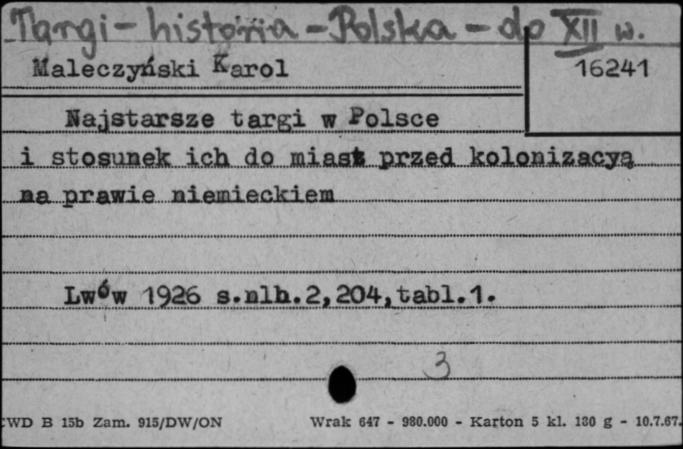 Targi - historia - Polska - do XII w.
Maleczyński Karol
16241
Najstarsze targi w Polsce
i stosunek ich do miast przed kolonizacyą
na prawie niemieckiem
Lwów 1926 s.nlb.2,204,tabl.1.
3
CWD B 15b Zam. 915/DW/ON Wrak 647 - 980.000 - Karton 5 kl. 180 g - 10.7.67.